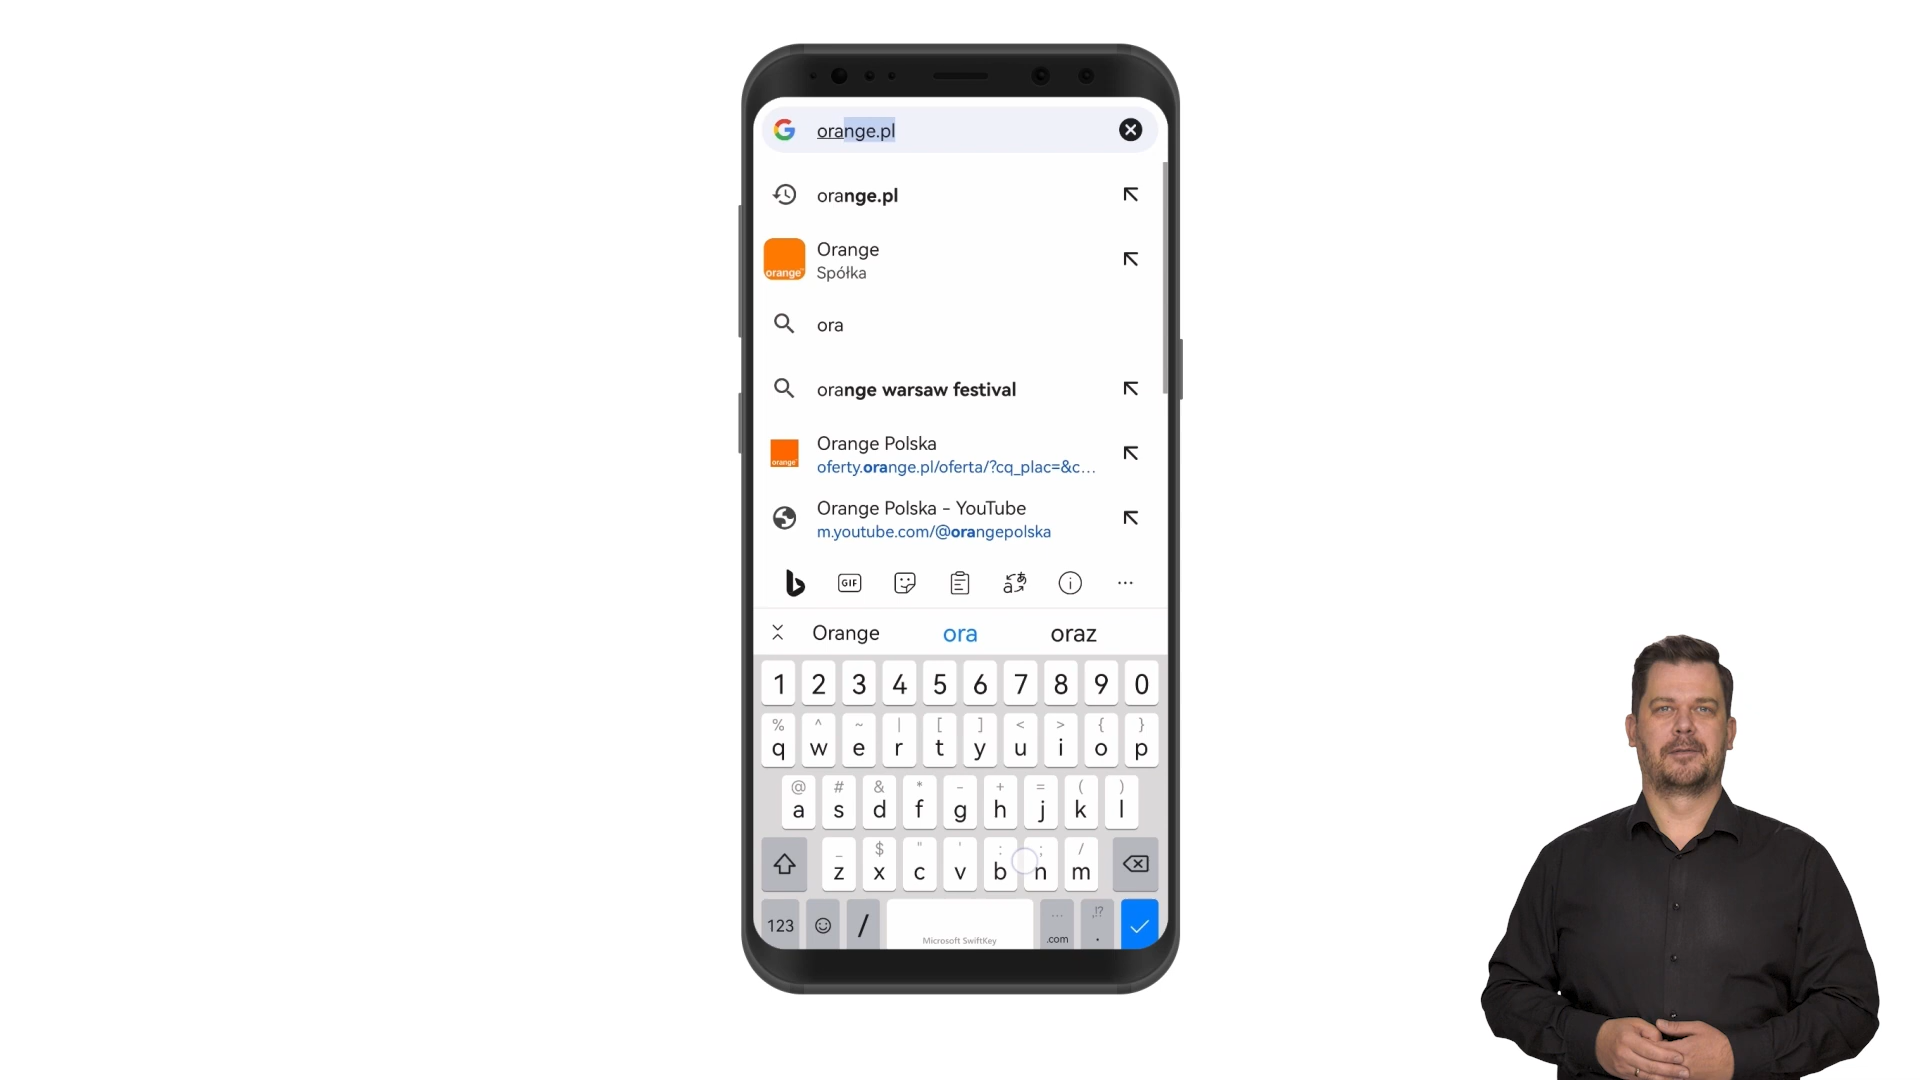 orange.pl
orange.pl
Orange
Spółka
orange
ora
orange warsaw festival
Orange Polska
oferty.orange.pl/oferta/?cq_plac=&c...
orange
Orange Polska - YouTube
m.youtube.com/@orangepolska
GIF
Orange ora oraz
1 2 3 4 5 6 7 8 9 0
% ^ ~ | [ ] < > { }
q w e r t y u i o p
@ # & * - + = ( )
a s d f g h j k l
_ $ " ' : ; /
z x c v b n m
123 / Microsoft SwiftKey ... .com ,!? .